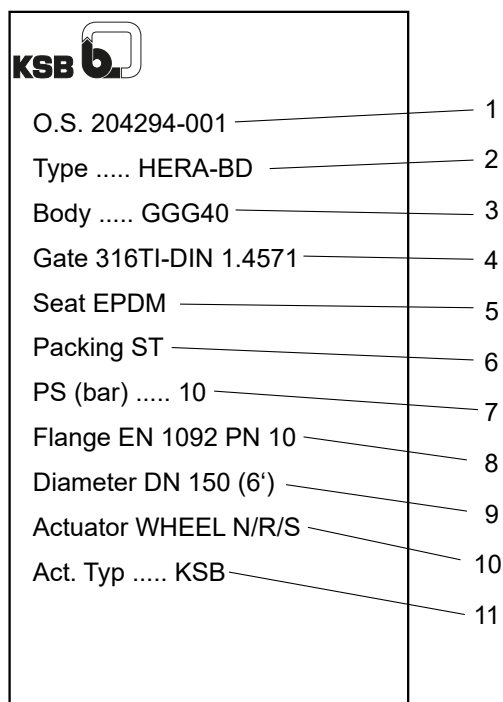 KSB b.
O.S. 204294-001 1
Type ..... HERA-BD 2
Body ..... GGG40 3
Gate 316TI-DIN 1.4571 4
Seat EPDM 5
Packing ST 6
PS (bar) ..... 10 7
Flange EN 1092 PN 10 8
Diameter DN 150 (6‘) 9
Actuator WHEEL N/R/S 10
Act. Typ ..... KSB 11